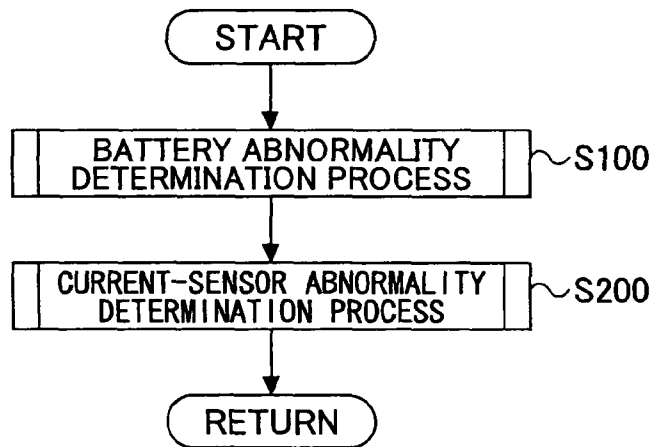 START
BATTERY ABNORMALITY
DETERMINATION PROCESS
S100
CURRENT-SENSOR ABNORMALITY
DETERMINATION PROCESS
S200
RETURN